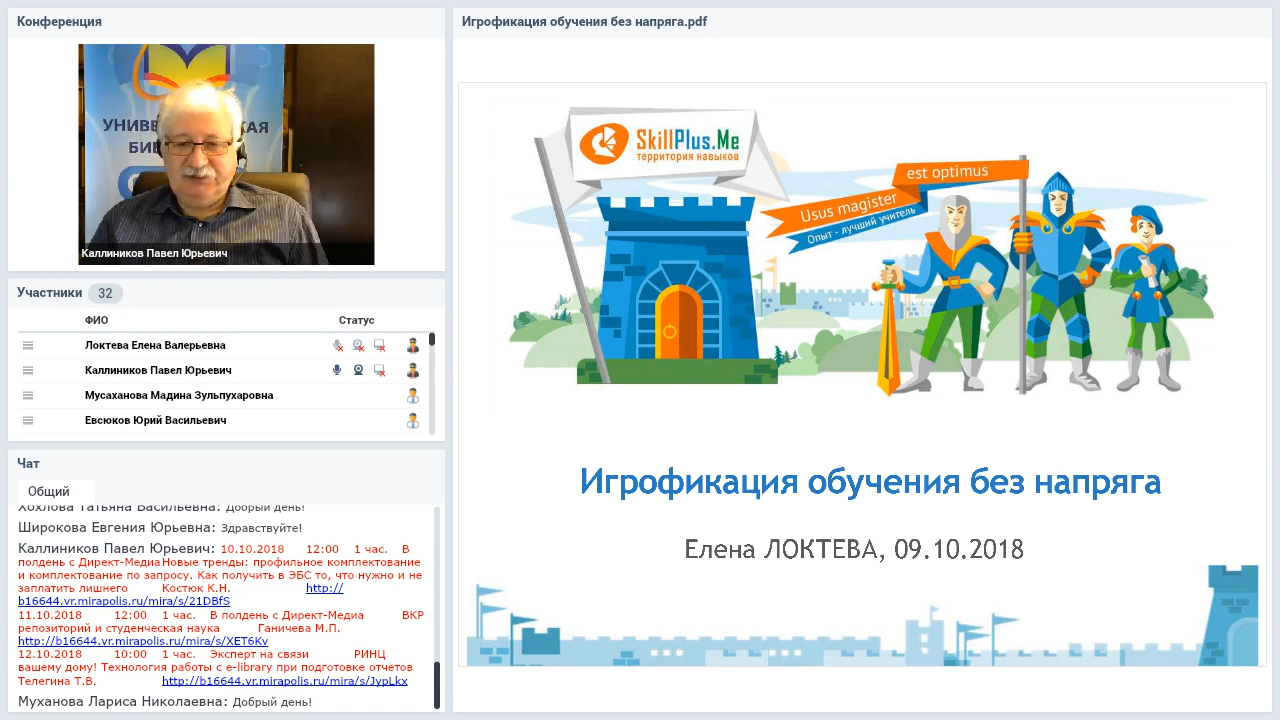 Конференция
УНИВЕ СКАЯ
БИБ
Каллиников Павел Юрьевич
Участники 32
ФИО Статус
Локтева Елена Валерьевна
Каллиников Павел Юрьевич
Мусаханова Мадина Зульпухаровна
Евсюков Юрий Васильевич
Чат
Общий
Хохлова Татьяна Васильевна: Добрый день!
Широкова Евгения Юрьевна: Здравствуйте!
Каллиников Павел Юрьевич: 10.10.2018 12:00 1 час. В
полдень с Директ-Медиа Новые тренды: профильное комплектование
и комплектование по запросу. Как получить в ЭБС то, что нужно и не
заплатить лишнего Костюк К.Н. http://
b16644.vr.mirapolis.ru/mira/s/21DBfS
11.10.2018 12:00 1 час. В полдень с Директ-Медиа ВКР
репозиторий и студенческая наука Ганичева М.П.
http://b16644.vr.mirapolis.ru/mira/s/XET6Kv
12.10.2018 10:00 1 час. Эксперт на связи РИНЦ
вашему дому! Технология работы с e-library при подготовке отчетов
Телегина Т.В. http://b16644.vr.mirapolis.ru/mira/s/JypLkx
Муханова Лариса Николаевна: Добрый день!
Игрофикация обучения без напряга.pdf
SkillPlus.Me
территория навыков
est optimus
Usus magister
Опыт - лучший учитель
Игрофикация обучения без напряга
Елена ЛОКТЕВА, 09.10.2018